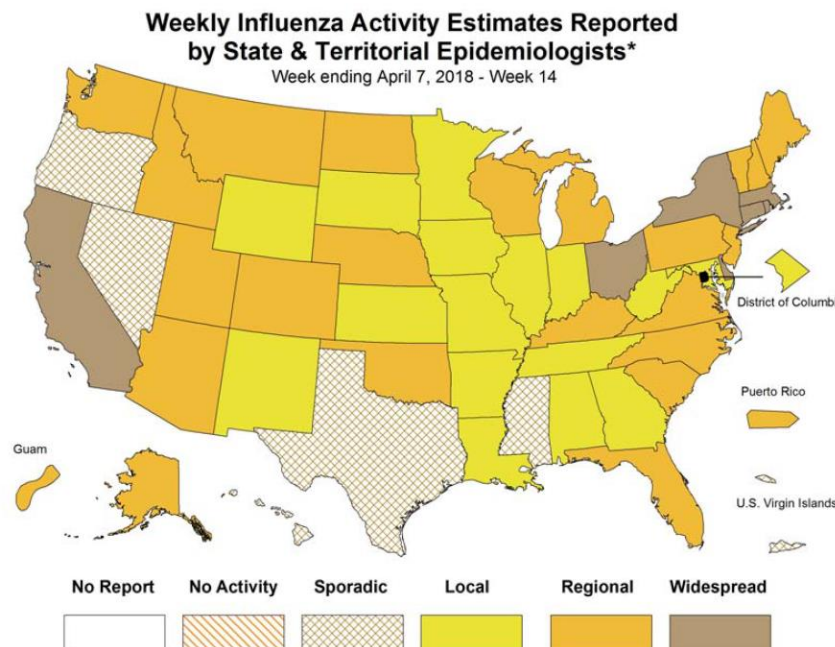 Weekly Influenza Activity Estimates Reported
by State & Territorial Epidemiologists*
Week ending April 7, 2018 - Week 14
District of Columbi
Puerto Rico
Guam
U.S. Virgin Islands
No Report No Activity Sporadic Local Regional Widespread